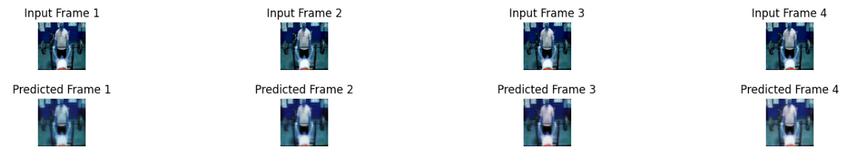 Input Frame 1
Input Frame 2
Input Frame 3
Input Frame 4
Predicted Frame 1
Predicted Frame 2
Predicted Frame 3
Predicted Frame 4